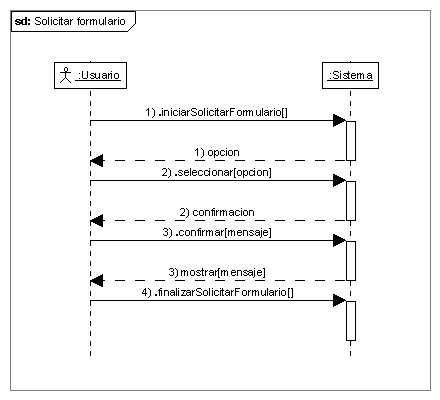 sd: Solicitar formulario
:Usuario
:Sistema
1) .iniciarSolicitarFormulario[]
1) opcion
2) .seleccionar[opcion]
2) confirmacion
3) .confirmar[mensaje]
3) mostrar[mensaje]
4) .finalizarSolicitarFormulario[]